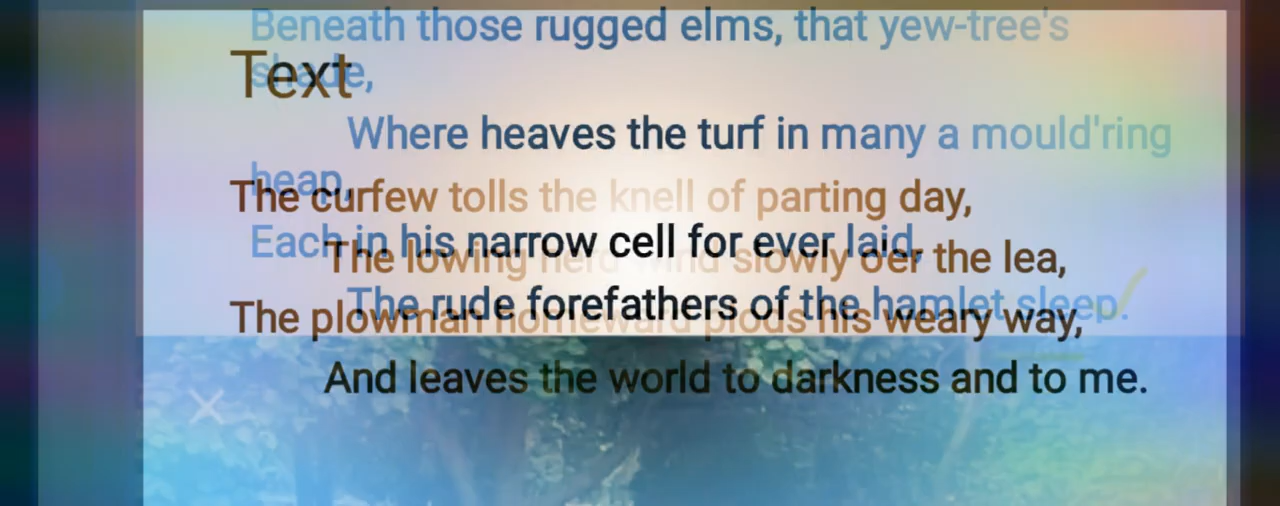 Beneath those rugged elms, that yew-tree's
shade,
Where heaves the turf in many a mould'ring
heap,
Each in his narrow cell for ever laid,
The rude forefathers of the hamlet sleep.
Text
The curfew tolls the knell of parting day,
The lowing herd wind slowly o'er the lea,
The plowman homeward plods his weary way,
And leaves the world to darkness and to me.